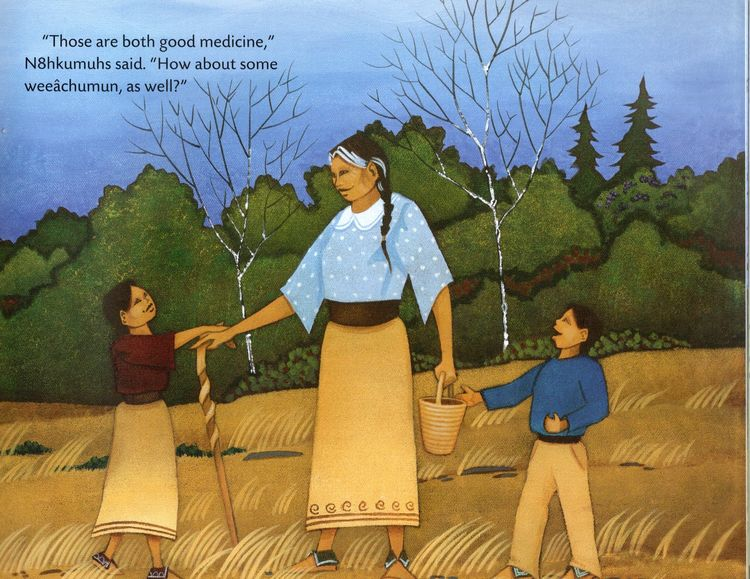 “Those are both good medicine,”
N8hkumuhs said. “How about some
weeâchumun, as well?”